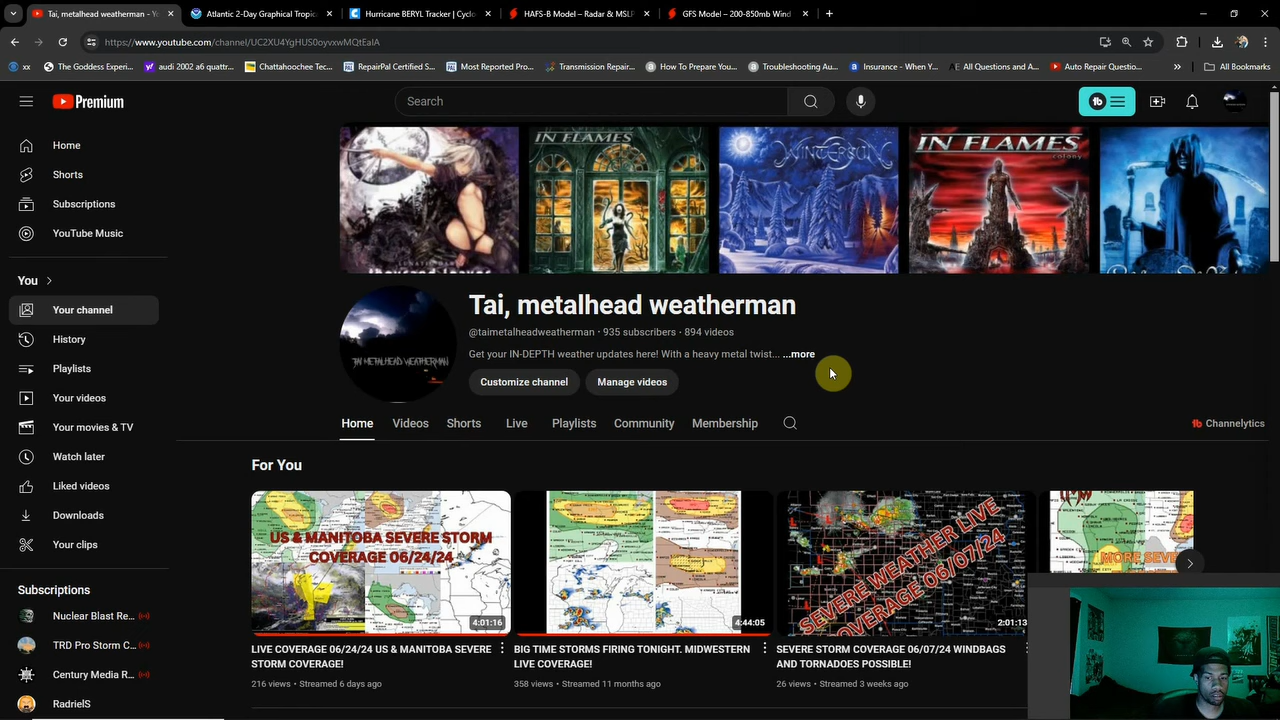 Tai, metalhead weatherman - Yo
Atlantic 2-Day Graphical Tropic
Hurricane BERYL Tracker | Cyclo
HAFS-B Model – Radar & MSLP
GFS Model – 200-850mb Wind
https://www.youtube.com/channel/UC2XU4YgHUS0oyvxwMQtEalA
xx
The Goddess Experi...
audi 2002 a6 quattr...
Chattahoochee Tec...
RepairPal Certified S...
Most Reported Pro...
Transmission Repair...
How To Prepare You...
Troubleshooting Au...
Insurance - When Y...
All Questions and A...
Auto Repair Questio...
All Bookmarks
Premium
Search
Home
Shorts
Subscriptions
YouTube Music
You
Your channel
History
Playlists
Your videos
Your movies & TV
Watch later
Liked videos
Downloads
Your clips
Subscriptions
Nuclear Blast Re...
TRD Pro Storm C...
Century Media R...
RadrielS
IN FLAMES
WINTERSUN
IN FLAMES
colony
Tai, metalhead weatherman
@taimetalheadweatherman · 935 subscribers · 894 videos
Get your IN-DEPTH weather updates here! With a heavy metal twist... ...more
TAI METALHEAD WEATHERMAN
Customize channel
Manage videos
Home
Videos
Shorts
Live
Playlists
Community
Membership
Channelytics
For You
US & MANITOBA SEVERE STORM
COVERAGE 06/24/24
4:01:16
4:44:05
SEVERE WEATHER LIVE
COVERAGE 06/07/24
2:01:13
MORE SEVE
LIVE COVERAGE 06/24/24 US & MANITOBA SEVERE
STORM COVERAGE!
216 views • Streamed 6 days ago
BIG TIME STORMS FIRING TONIGHT. MIDWESTERN
LIVE COVERAGE!
358 views • Streamed 11 months ago
SEVERE STORM COVERAGE 06/07/24 WINDBAGS
AND TORNADOES POSSIBLE!
26 views • Streamed 3 weeks ago